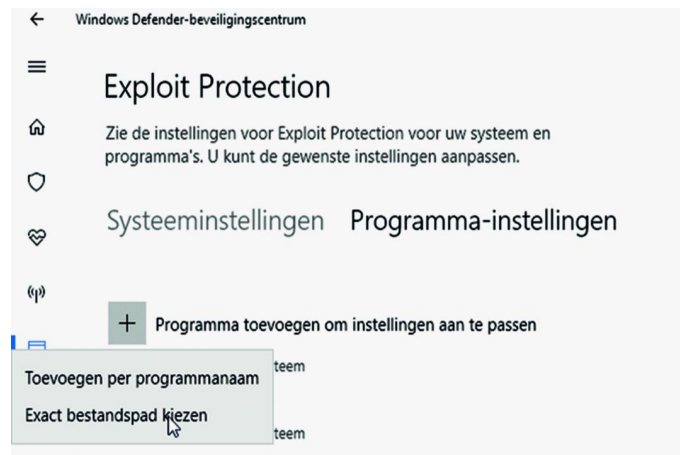 Windows Defender-beveiligingscentrum
Exploit Protection
Zie de instellingen voor Exploit Protection voor uw systeem en
programma's. U kunt de gewenste instellingen aanpassen.
Systeeminstellingen Programma-instellingen
Programma toevoegen om instellingen aan te passen
teem
Toevoegen per programmanaam
Exact bestandspad kiezen
teem